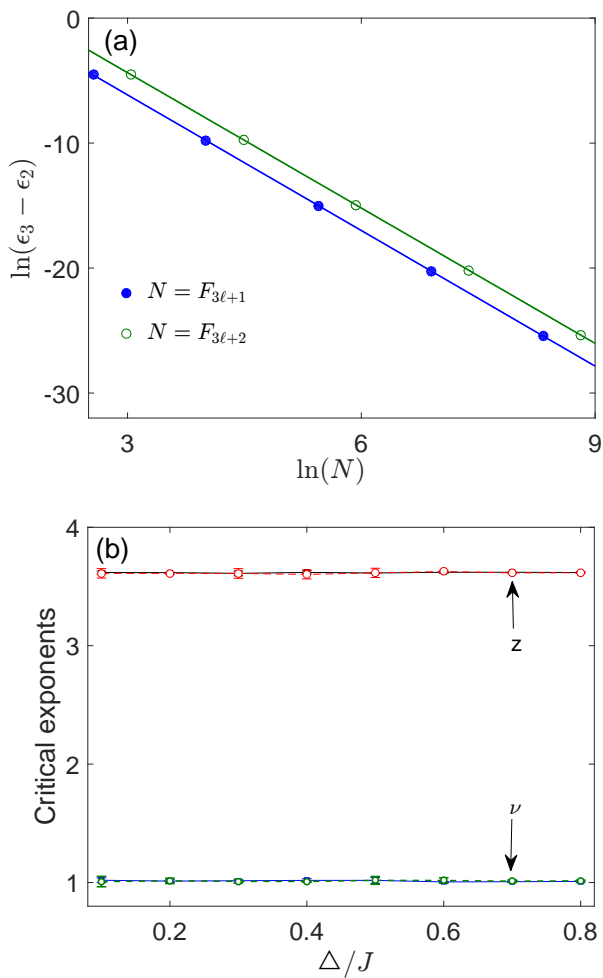 (a)
0
-10
-20
-30
ln(ϵ₃ − ϵ₂)
N = F₃ℓ₊₁
N = F₃ℓ₊₂
3 6 9
ln(N)
(b)
4
3
2
1
Critical exponents
z
ν
0.2 0.4 0.6 0.8
△/J